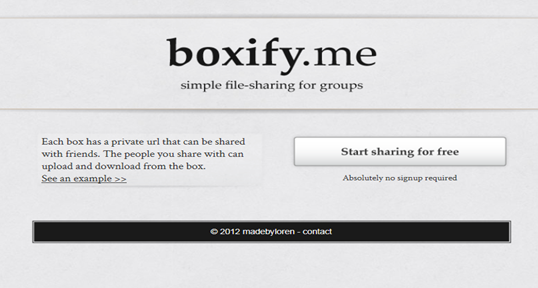 boxify.me
simple file-sharing for groups
Each box has a private url that can be shared
with friends. The people you share with can
upload and download from the box.
See an example >>
Start sharing for free
Absolutely no signup required
© 2012 madebyloren - contact